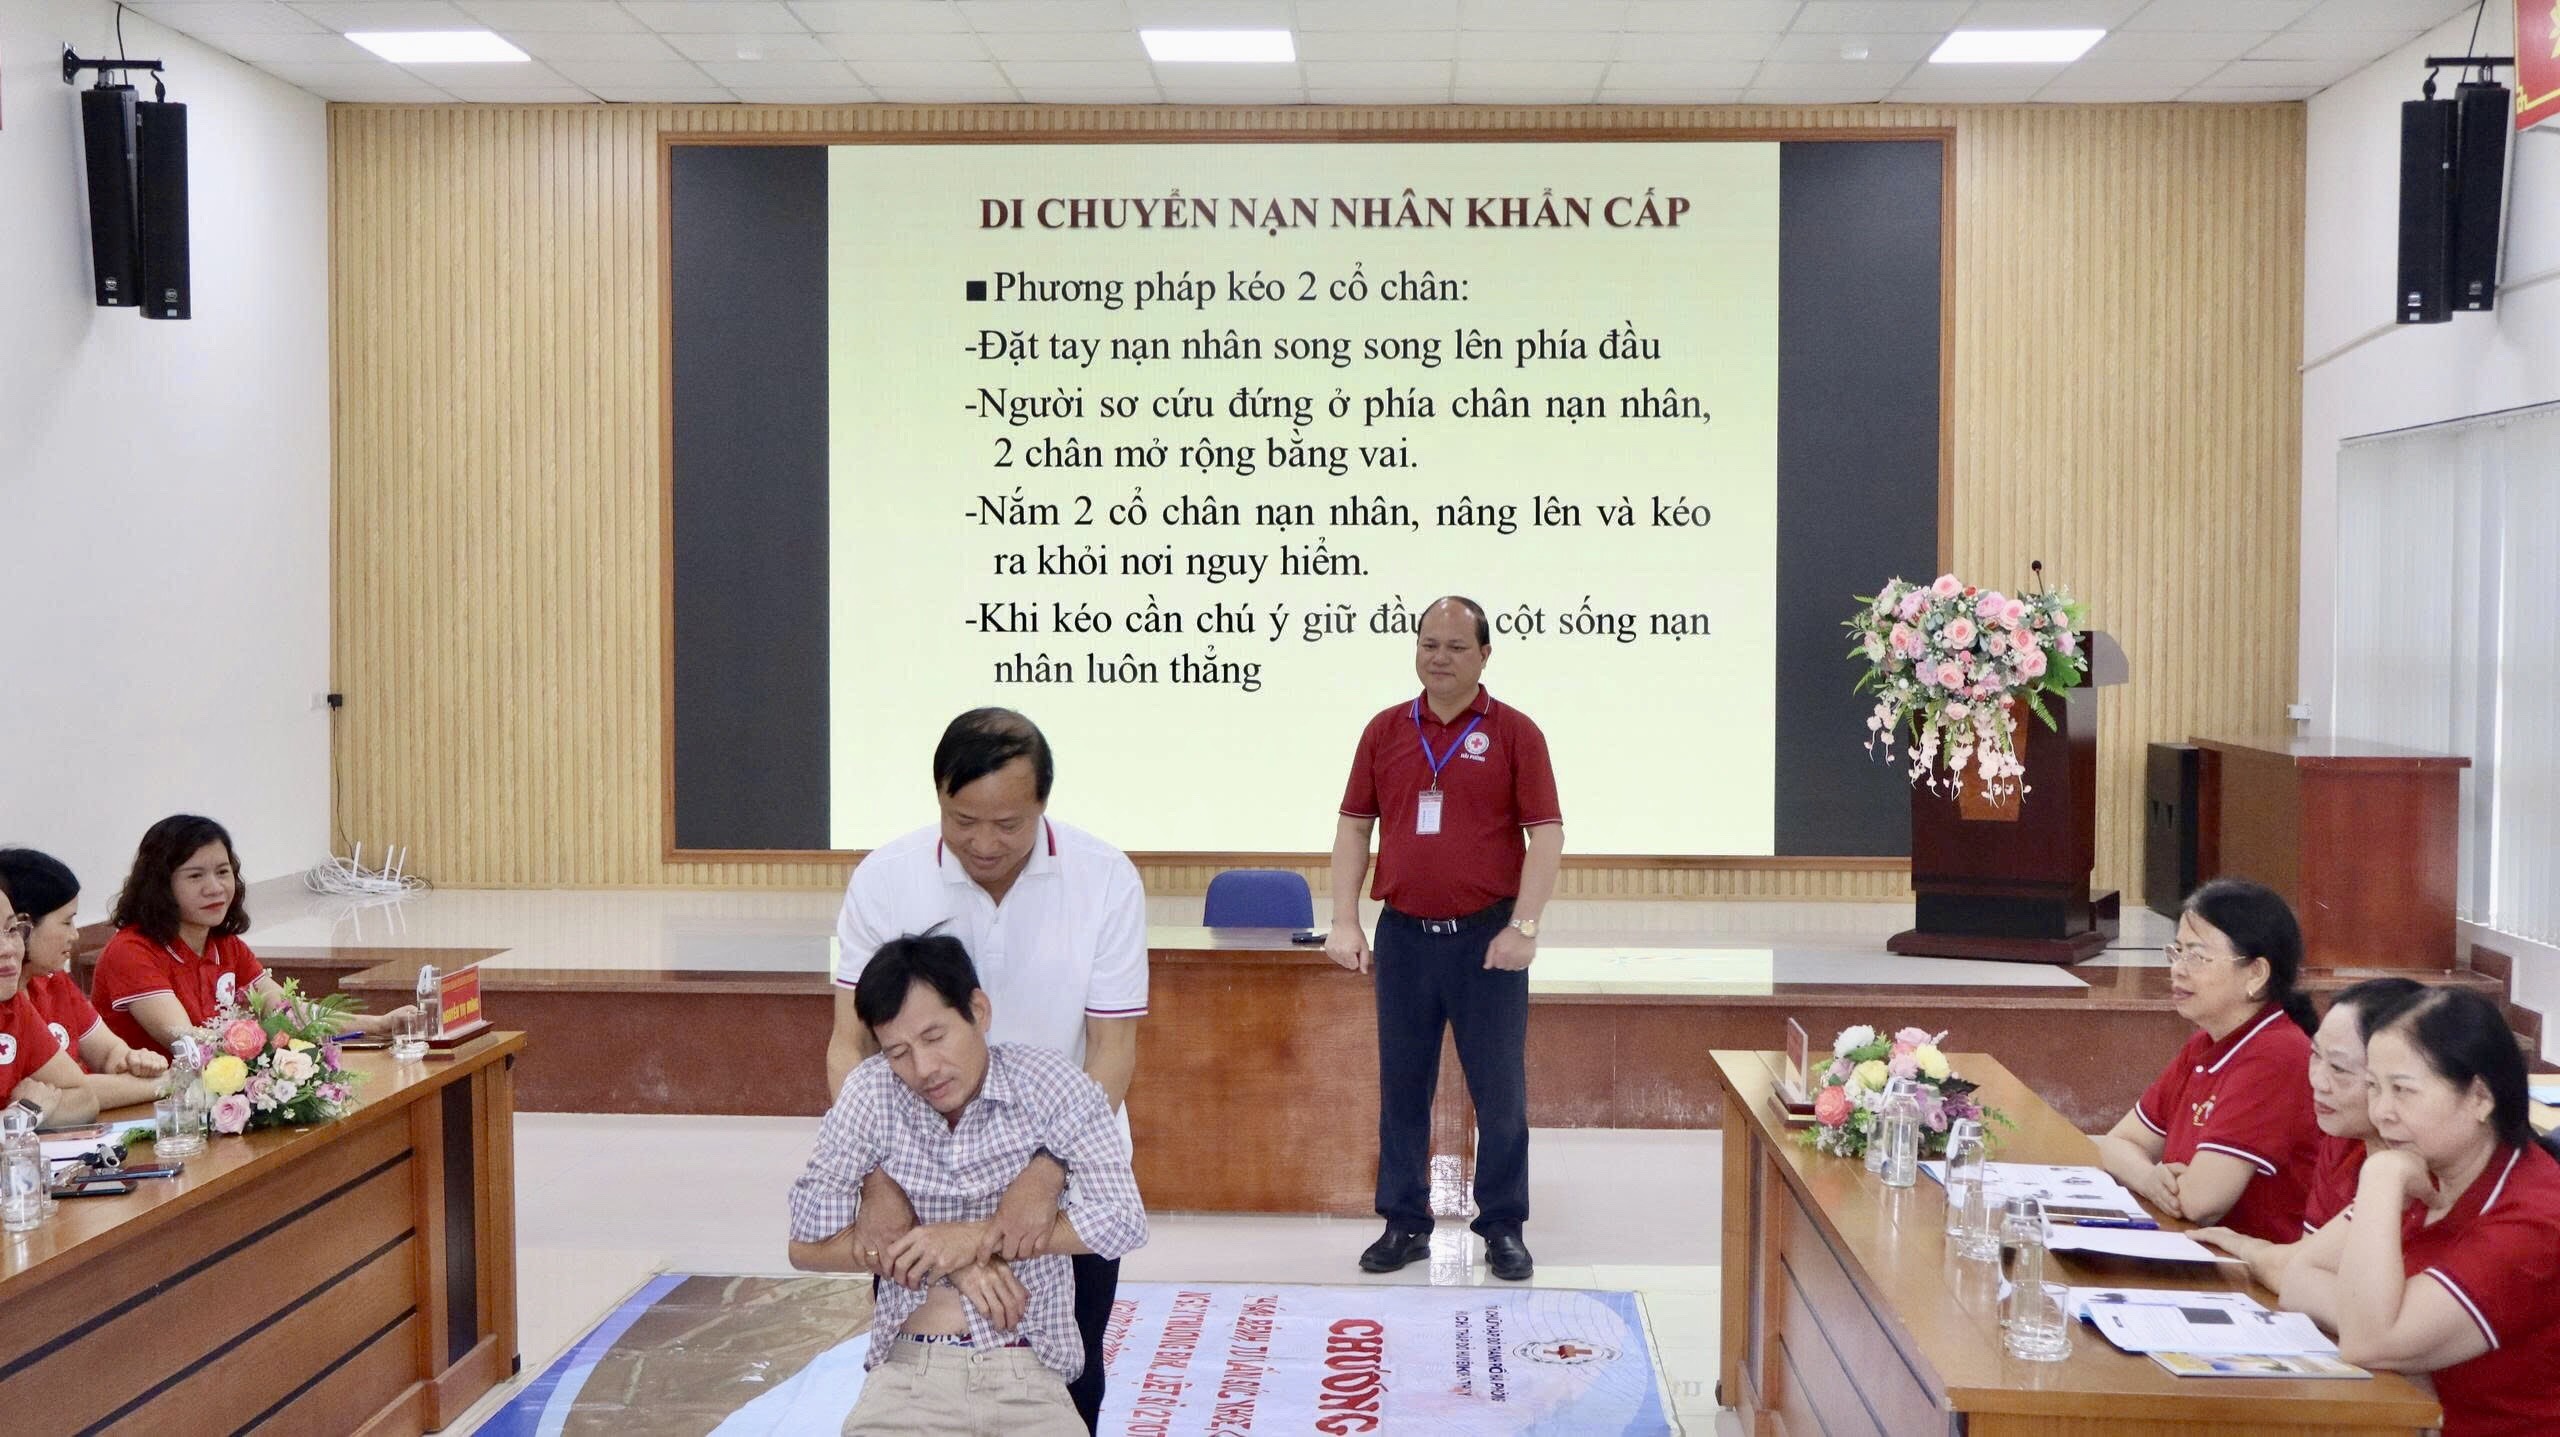 DI CHUYỂN NẠN NHÂN KHẨN CẤP
■ Phương pháp kéo 2 cổ chân:
-Đặt tay nạn nhân song song lên phía đầu
-Người sơ cứu đứng ở phía chân nạn nhân,
2 chân mở rộng bằng vai.
-Nắm 2 cổ chân nạn nhân, nâng lên và kéo
ra khỏi nơi nguy hiểm.
-Khi kéo cần chú ý giữ đầu cột sống nạn
nhân luôn thẳng
HẢI PHÒNG
CHƯƠNG